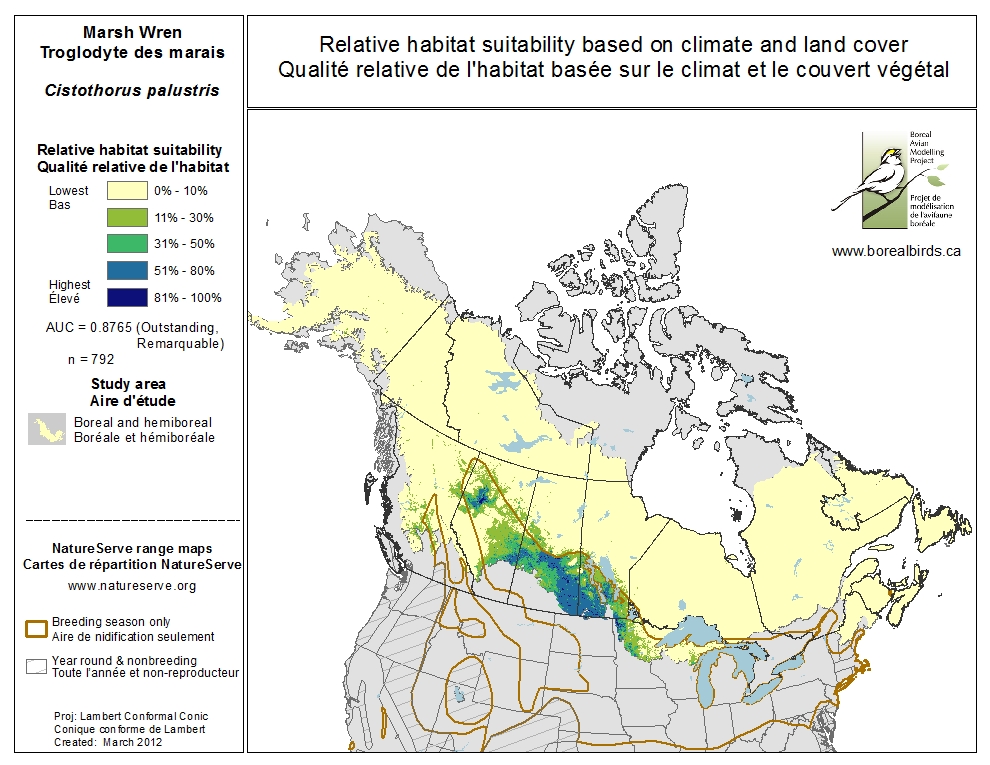 Marsh Wren
Troglodyte des marais
Cistothorus palustris
Relative habitat suitability
Qualité relative de l'habitat
Lowest
Bas
0% - 10%
11% - 30%
31% - 50%
51% - 80%
Highest
Élevé
81% - 100%
AUC = 0.8765 (Outstanding,
Remarquable)
n = 792
Study area
Aire d'étude
Boreal and hemiboreal
Boréale et hémiboréale
NatureServe range maps
Cartes de répartition NatureServe
www.natureserve.org
Breeding season only
Aire de nidification seulement
Year round & nonbreeding
Toute l'année et non-reproducteur
Proj: Lambert Conformal Conic
Conique conforme de Lambert
Created: March 2012
Relative habitat suitability based on climate and land cover
Qualité relative de l'habitat basée sur le climat et le couvert végétal
Boreal
Avian
Modelling
Project
Projet de
modélisation
de l'avifaune
boréale
www.borealbirds.ca